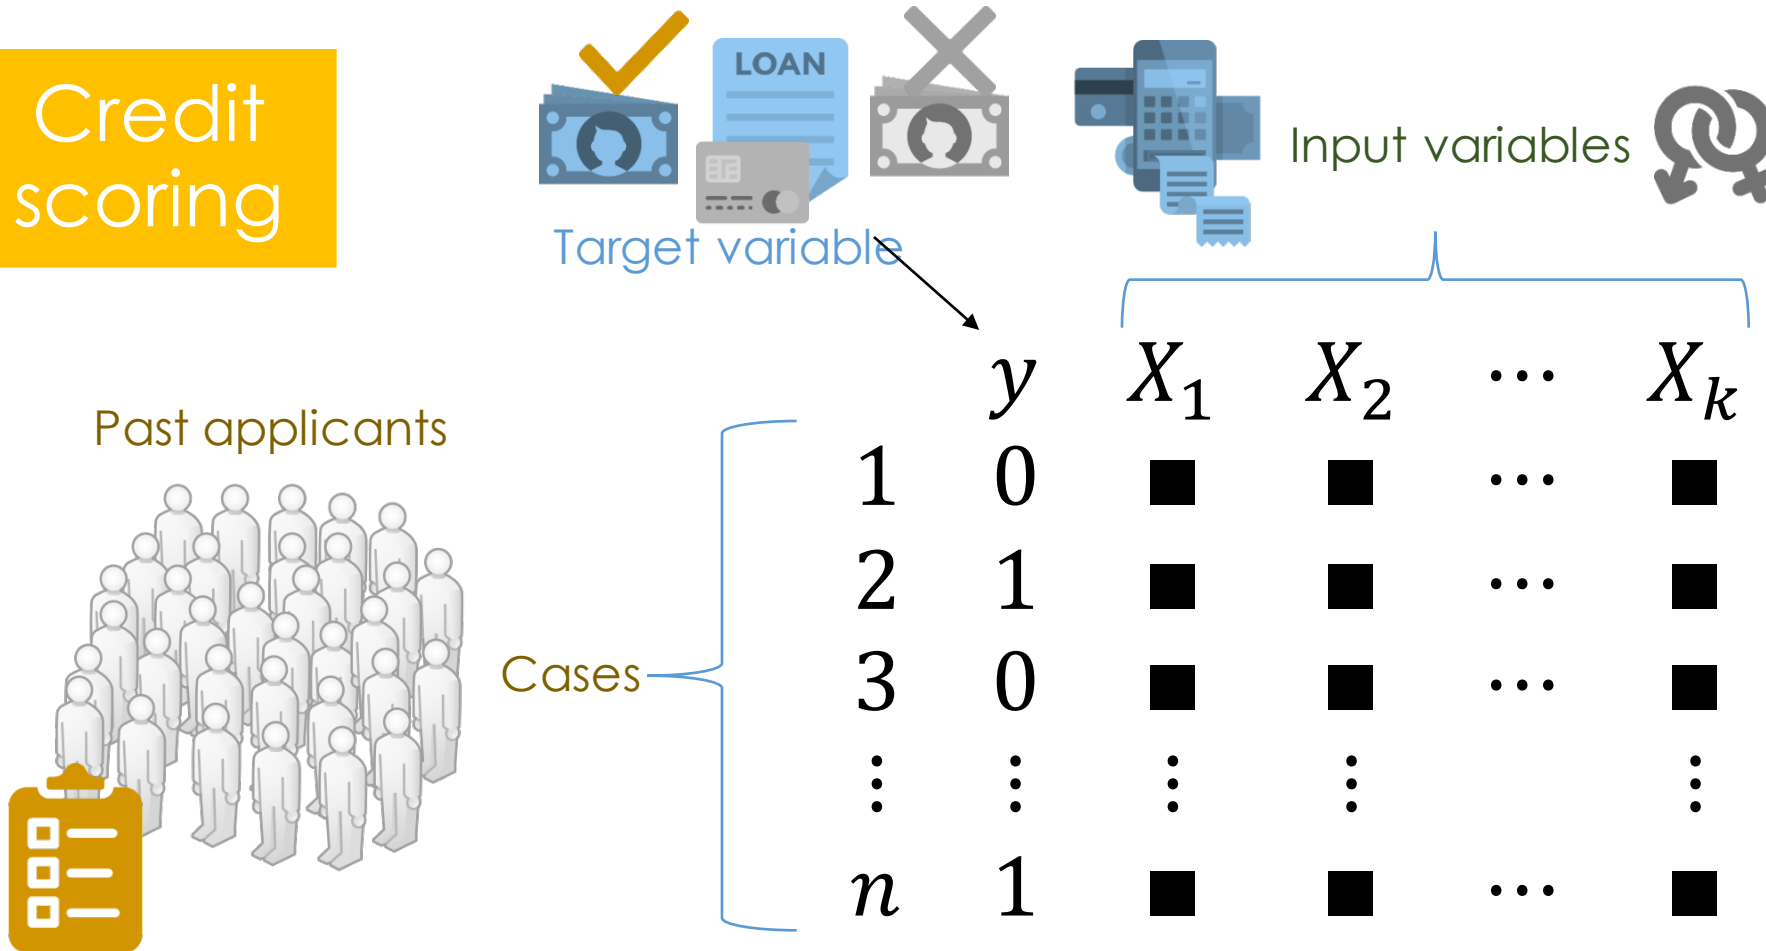 Credit
scoring
LOAN
Target variable
Input variables
Past applicants
Cases
y X₁ X₂ ⋯ Xₖ
1 0 ■ ■ ⋯ ■
2 1 ■ ■ ⋯ ■
3 0 ■ ■ ⋯ ■
⋮ ⋮ ⋮ ⋮ ⋮
n 1 ■ ■ ⋯ ■